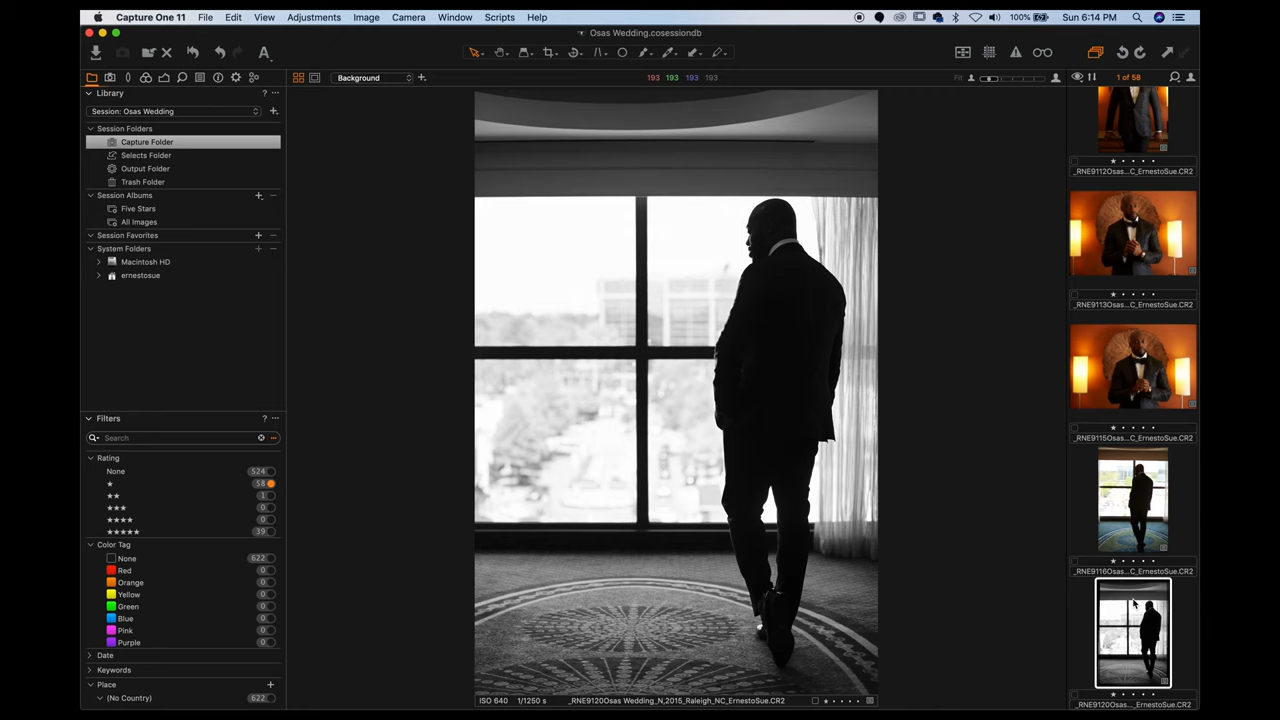 Capture One 11 File Edit View Adjustments Image Camera Window Scripts Help 100% Sun 6:14 PM
Osas Wedding.cosessiondb
Background 193 193 193 193 Fit 1 of 58
Library
Session: Osas Wedding
Session Folders
Capture Folder
Selects Folder
Output Folder
Trash Folder
Session Albums
Five Stars
All Images
Session Favorites
System Folders
Macintosh HD
ernestosue
Filters
Search
Rating
None 524
★ 58
★★ 1
★★★ 0
★★★★ 0
★★★★★ 39
Color Tag
None 622
Red 0
Orange 0
Yellow 0
Green 0
Blue 0
Pink 0
Purple 0
Date
Keywords
Place
(No Country) 622
ISO 640 1/1250 s _RNE9120Osas Wedding_N,2015_Raleigh_NC_ErnestoSue.CR2
_RNE9112Osas...C_ErnestoSue.CR2
_RNE9113Osas...C_ErnestoSue.CR2
_RNE9115Osas...C_ErnestoSue.CR2
_RNE9116Osas...C_ErnestoSue.CR2
_RNE9120Osas..._ErnestoSue.CR2